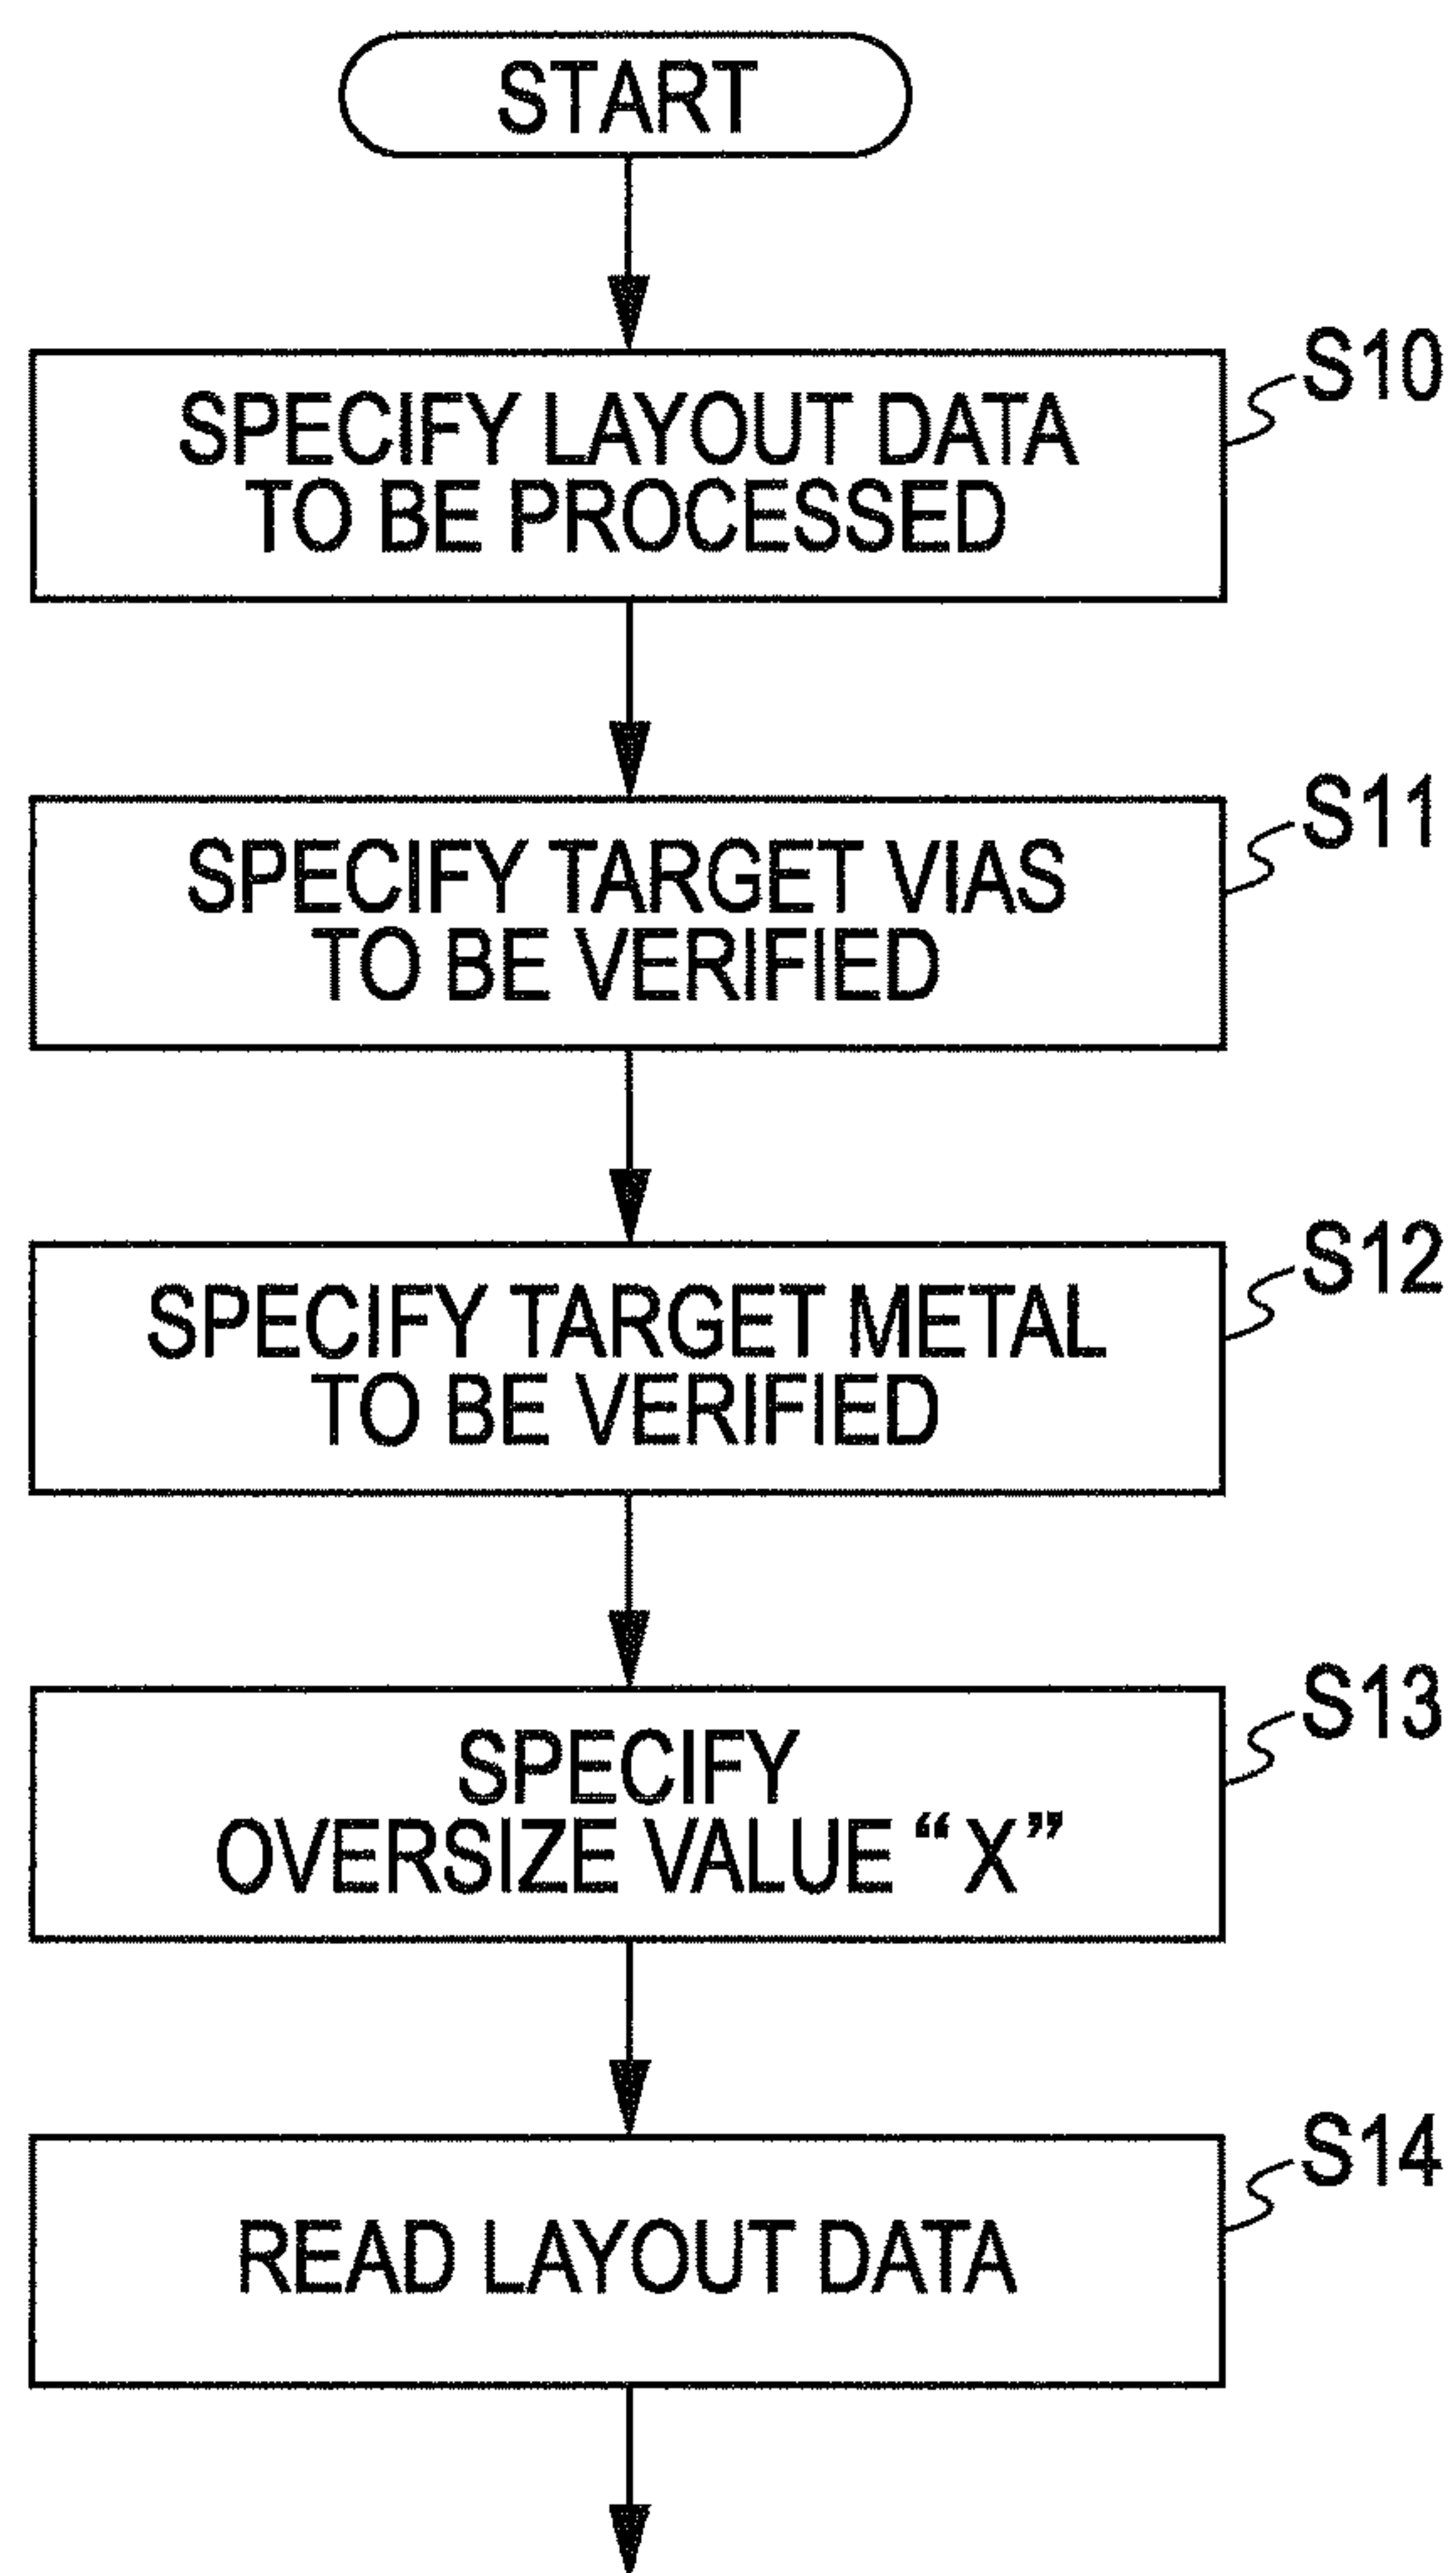 START
S10
SPECIFY LAYOUT DATA
TO BE PROCESSED
S11
SPECIFY TARGET VIAS
TO BE VERIFIED
S12
SPECIFY TARGET METAL
TO BE VERIFIED
S13
SPECIFY
OVERSIZE VALUE “X”
S14
READ LAYOUT DATA